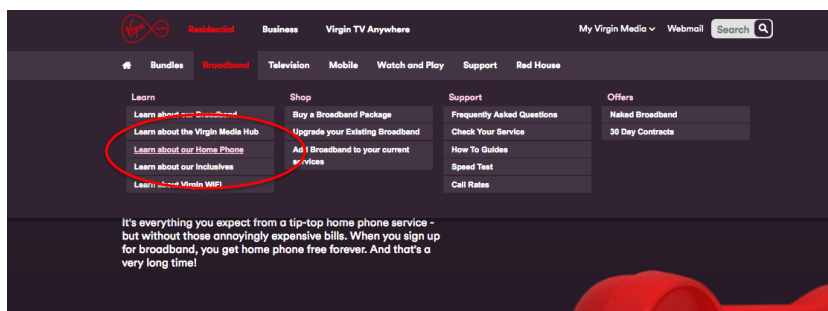 Virgin media
Residential Business Virgin TV Anywhere My Virgin Media Webmail Search
Bundles Broadband Television Mobile Watch and Play Support Red House
Learn
Learn about our Broadband
Learn about the Virgin Media Hub
Learn about our Home Phone
Learn about our Inclusives
Learn about Virgin WiFi
Shop
Buy a Broadband Package
Upgrade your Existing Broadband
Add Broadband to your current
services
Support
Frequently Asked Questions
Check Your Service
How To Guides
Speed Test
Call Rates
Offers
Naked Broadband
30 Day Contracts
It's everything you expect from a tip-top home phone service -
but without those annoyingly expensive bills. When you sign up
for broadband, you get home phone free forever. And that's a
very long time!